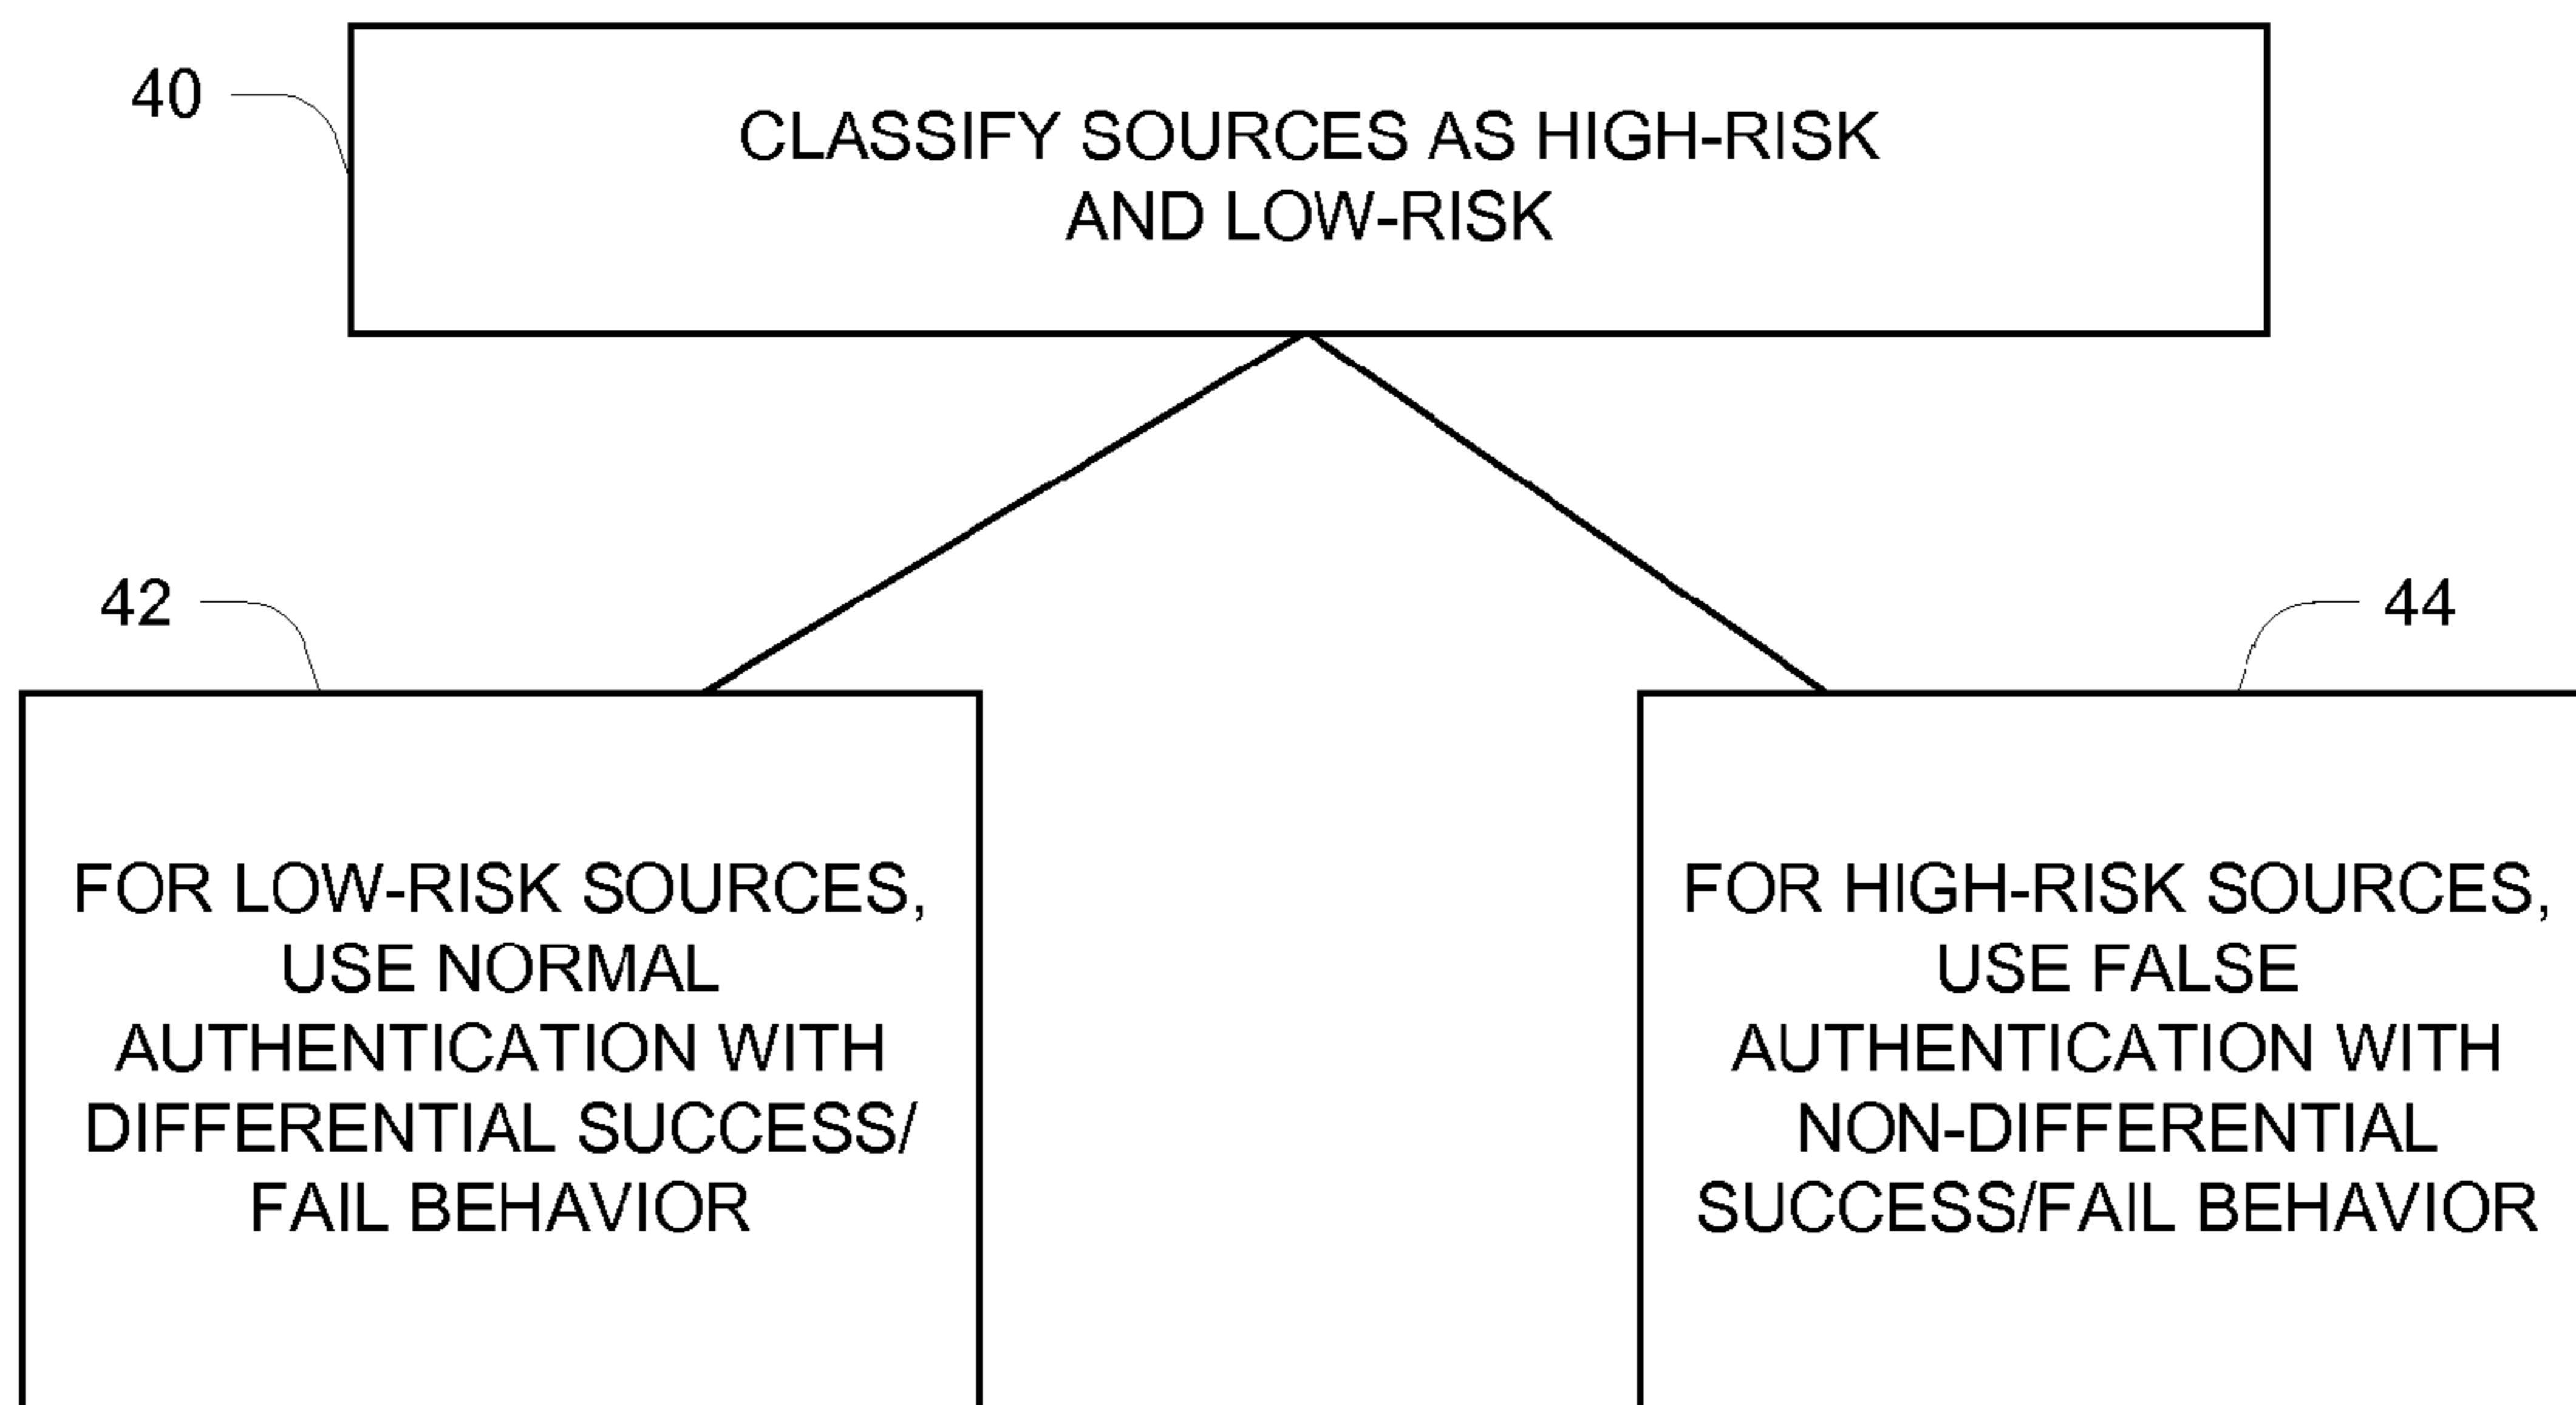 40
CLASSIFY SOURCES AS HIGH-RISK
AND LOW-RISK
42
44
FOR LOW-RISK SOURCES,
USE NORMAL
AUTHENTICATION WITH
DIFFERENTIAL SUCCESS/
FAIL BEHAVIOR
FOR HIGH-RISK SOURCES,
USE FALSE
AUTHENTICATION WITH
NON-DIFFERENTIAL
SUCCESS/FAIL BEHAVIOR